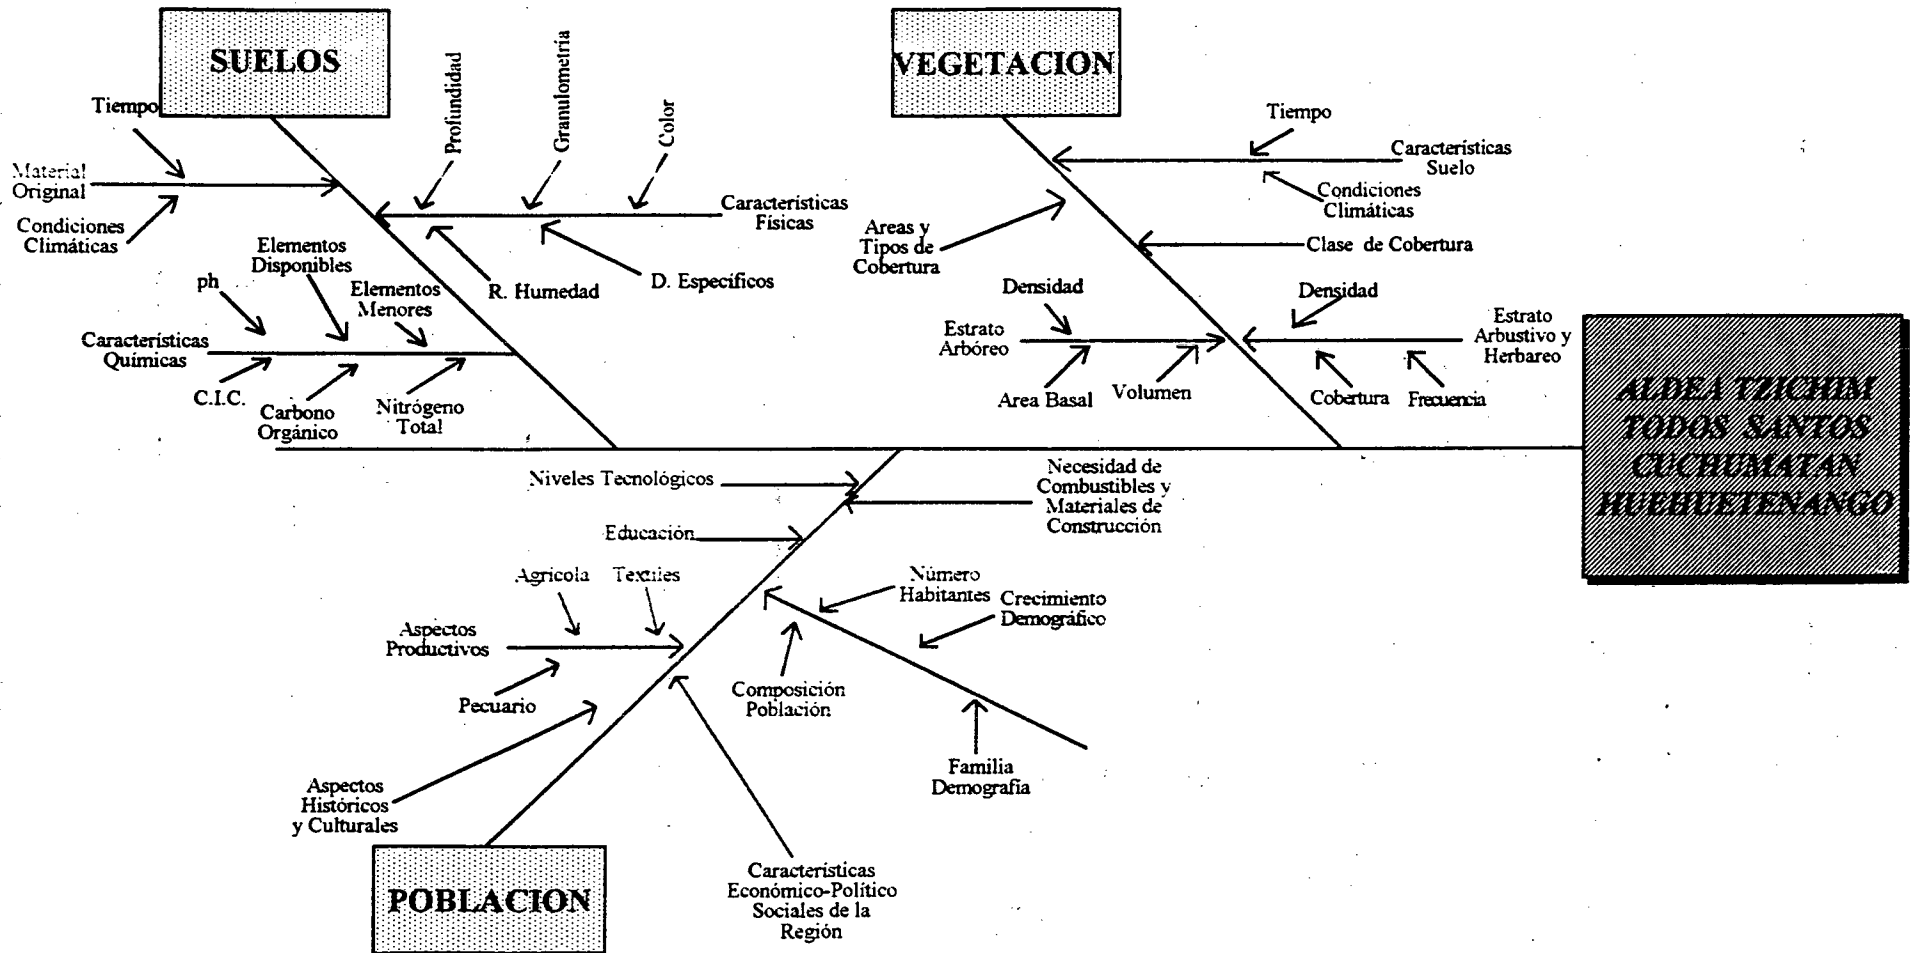 SUELOS
Tiempo
Material
Original
Condiciones
Climáticas
Profundidad
Granulometria
Color
Características
Físicas
R. Humedad
D. Específicos
ph
Elementos
Disponibles
Elementos
Menores
Características
Químicas
C.I.C.
Carbono
Orgánico
Nitrógeno
Total
VEGETACION
Tiempo
Características
Suelo
Condiciones
Climáticas
Areas y
Tipos de
Cobertura
Clase de Cobertura
Densidad
Estrato
Arbóreo
Area Basal
Volumen
Densidad
Estrato
Arbustivo y
Herbareo
Cobertura
Frecuencia
ALDEA TZICHIM
TODOS SANTOS
CUCHUMATAN
HUEHUETENANGO
Niveles Tecnológicos
Necesidad de
Combustibles y
Materiales de
Construcción
Educación
Agrícola
Textiles
Aspectos
Productivos
Pecuario
Número
Habitantes
Crecimiento
Demográfico
Composición
Población
Familia
Demografía
Aspectos
Históricos
y Culturales
Características
Económico-Político
Sociales de la
Región
POBLACION